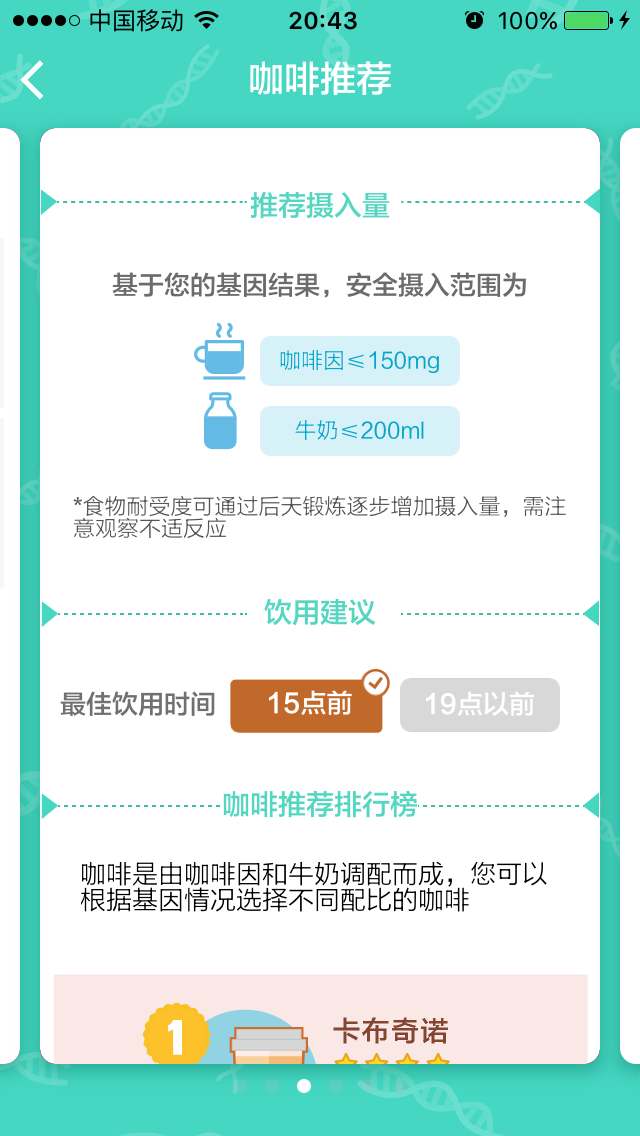 中国移动
20:43
100%
咖啡推荐
推荐摄入量
基于您的基因结果，安全摄入范围为
咖啡因≤150mg
牛奶≤200ml
*食物耐受度可通过后天锻炼逐步增加摄入量，需注
意观察不适反应
饮用建议
最佳饮用时间
15点前
19点以前
咖啡推荐排行榜
咖啡是由咖啡因和牛奶调配而成，您可以
根据基因情况选择不同配比的咖啡
1
卡布奇诺